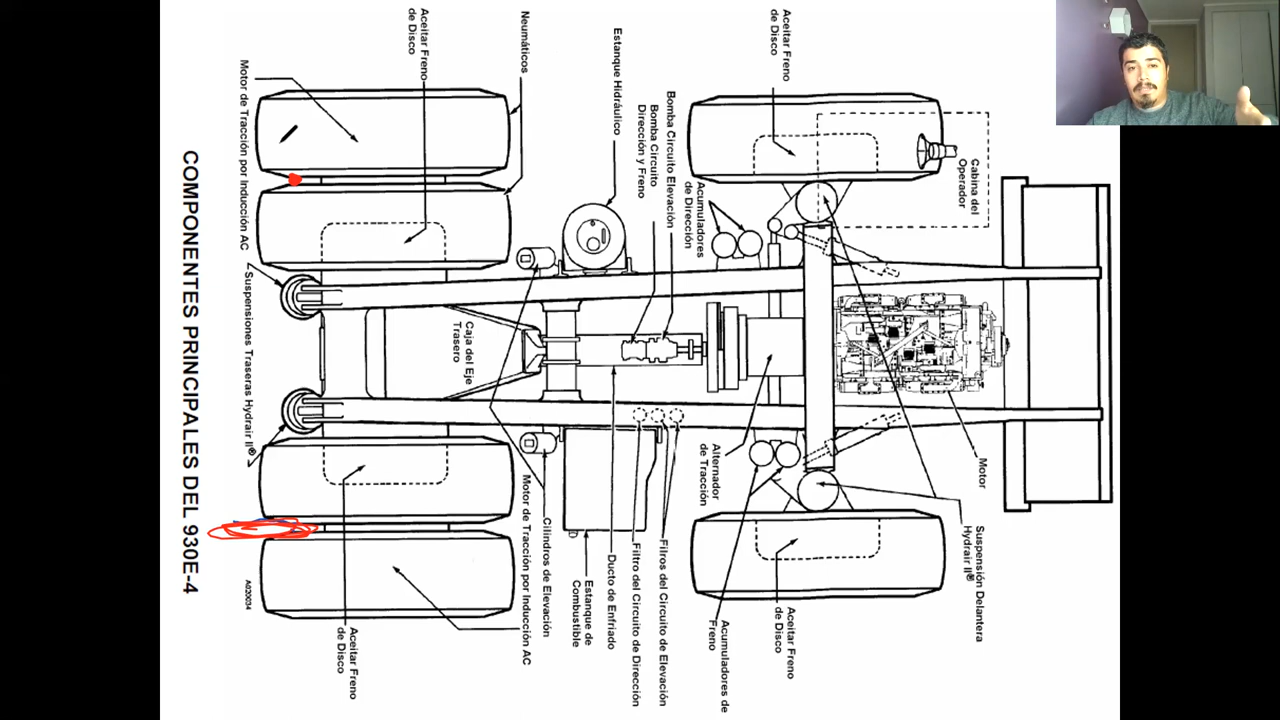 COMPONENTES PRINCIPALES DEL 930E-4
A020034
Motor de Tracción por Inducción AC
Aceitar Freno
de Disco
Neumáticos
Estanque Hidráulico
Bomba Circuito Elevación
Bomba Circuito
Dirección y Freno
Acumuladores
de Dirección
Aceitar Freno
de Disco
Cabina del
Operador
Suspensiones Traseras Hydrair II®
Caja del Eje
Trasero
Alternador
de Tracción
Motor
Suspensión Delantera
Hydrair II®
Motor de Tracción por Inducción AC
Cilindros de Elevación
Estanque de
Combustible
Ducto de Enfriado
Filtro del Circuito de Dirección
Filros del Circuito de Elevación
Acumuladores de
Freno
Aceitar Freno
de Disco
Aceitar Freno
de Disco